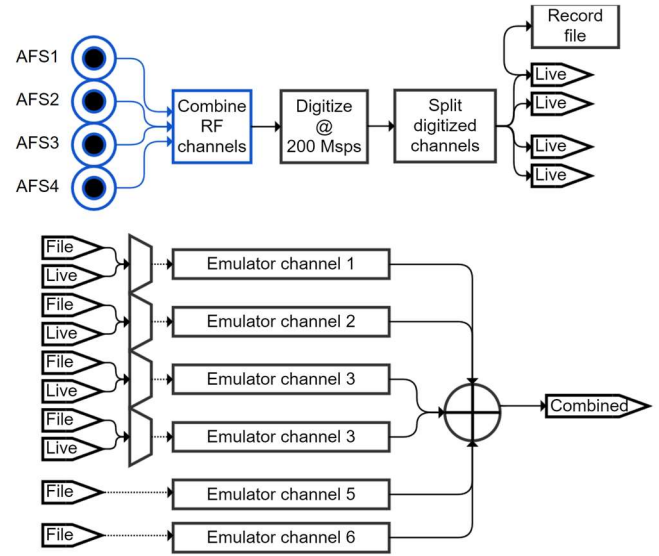 AFS1
AFS2
AFS3
AFS4
Combine
RF
channels
Digitize
@
200 Msps
Split
digitized
channels
Record
file
Live
Live
Live
Live
File
Live
Emulator channel 1
File
Live
Emulator channel 2
File
Live
Emulator channel 3
File
Live
Emulator channel 3
File
Emulator channel 5
File
Emulator channel 6
Combined